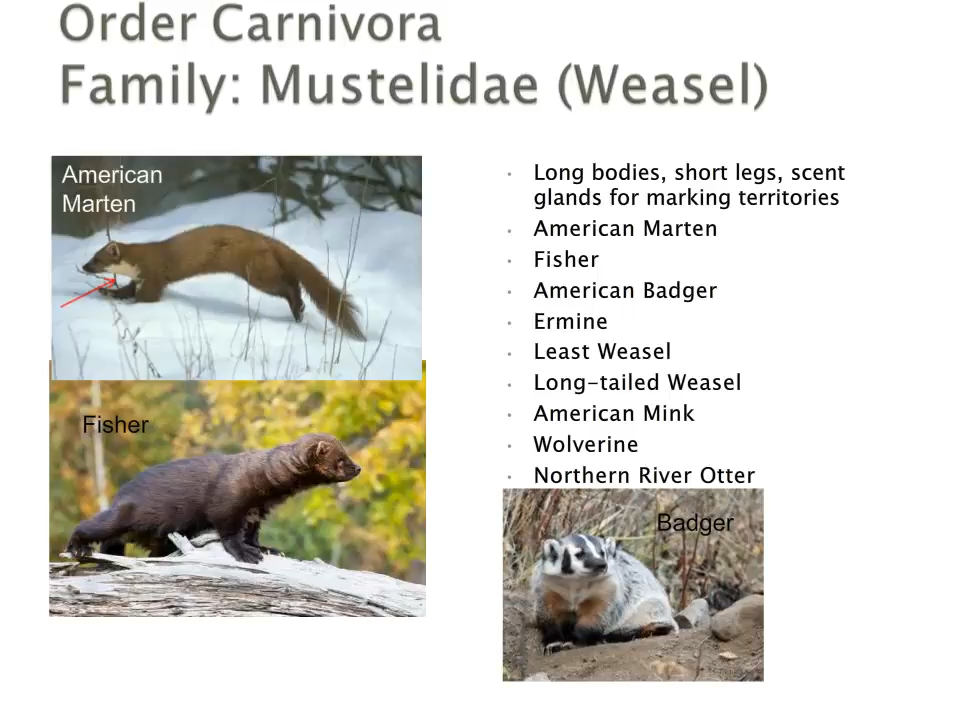 Order Carnivora
Family: Mustelidae (Weasel)
American
Marten
Fisher
Long bodies, short legs, scent
glands for marking territories
American Marten
Fisher
American Badger
Ermine
Least Weasel
Long-tailed Weasel
American Mink
Wolverine
Northern River Otter
Badger